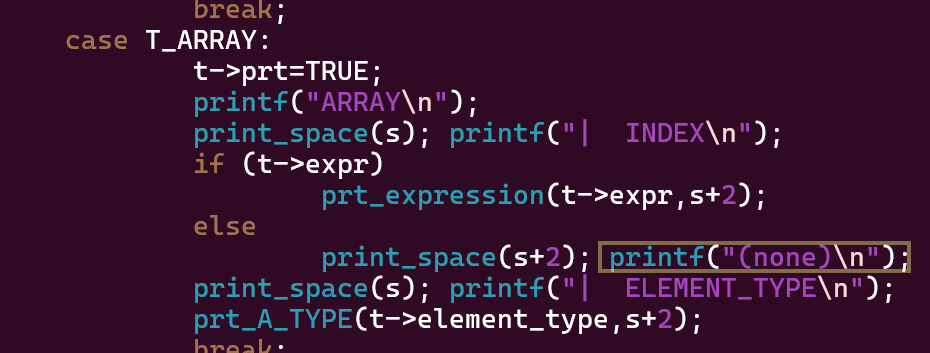 break;
case T_ARRAY:
t->prt=TRUE;
printf("ARRAY\n");
print_space(s); printf("|  INDEX\n");
if (t->expr)
prt_expression(t->expr,s+2);
else
print_space(s+2); printf("(none)\n");
print_space(s); printf("|  ELEMENT_TYPE\n");
prt_A_TYPE(t->element_type,s+2);
break;